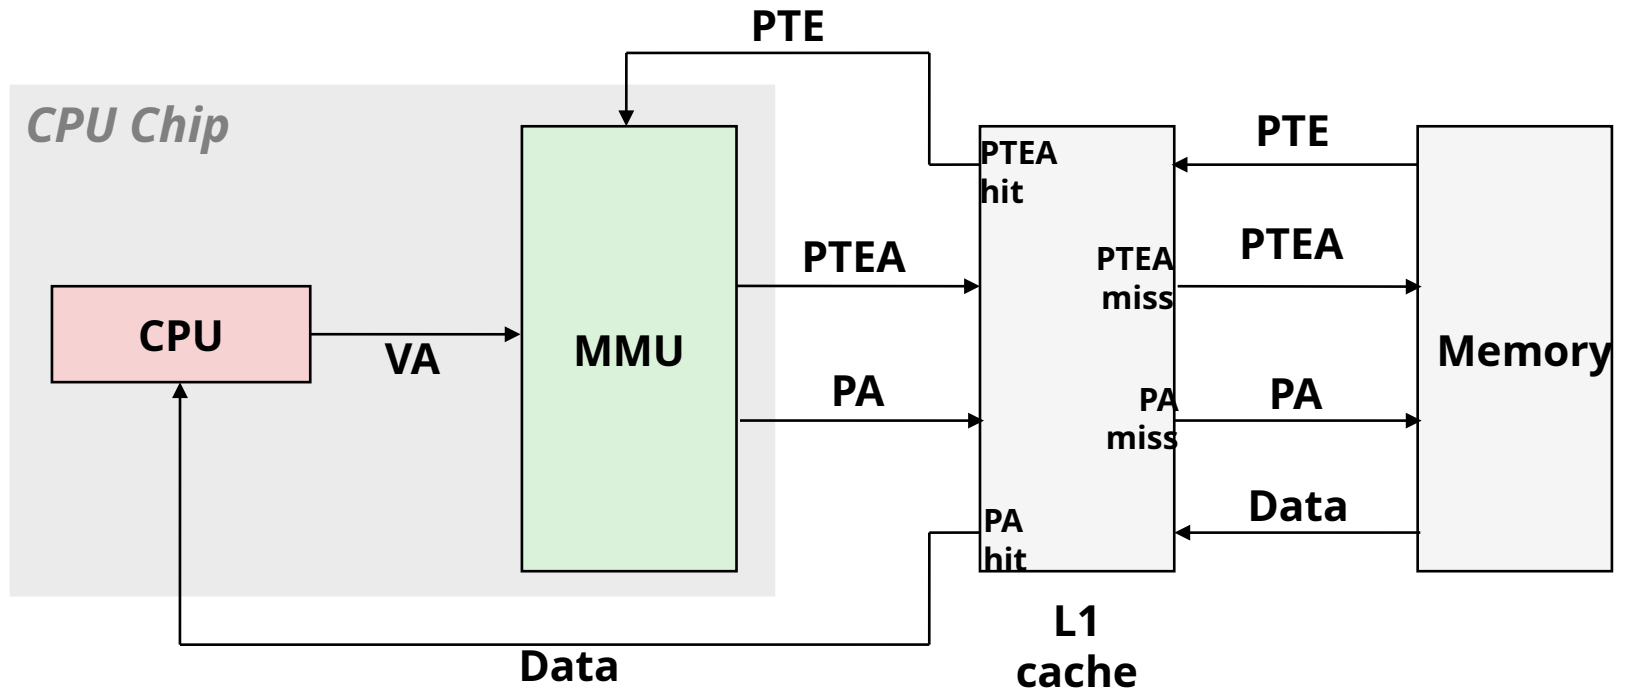 PTE
CPU Chip
PTEA
hit
PTE
PTEA
PTEA
miss
PTEA
CPU
VA
MMU
Memory
PA
PA
miss
PA
PA
hit
Data
Data
L1
cache